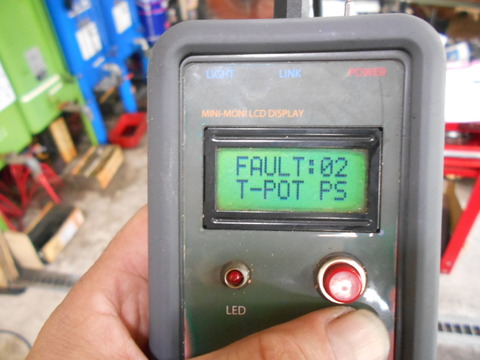 LIGHT LINK POWER
MINI-MONI LCD DISPLAY
FAULT:02
T-POT PS
LED